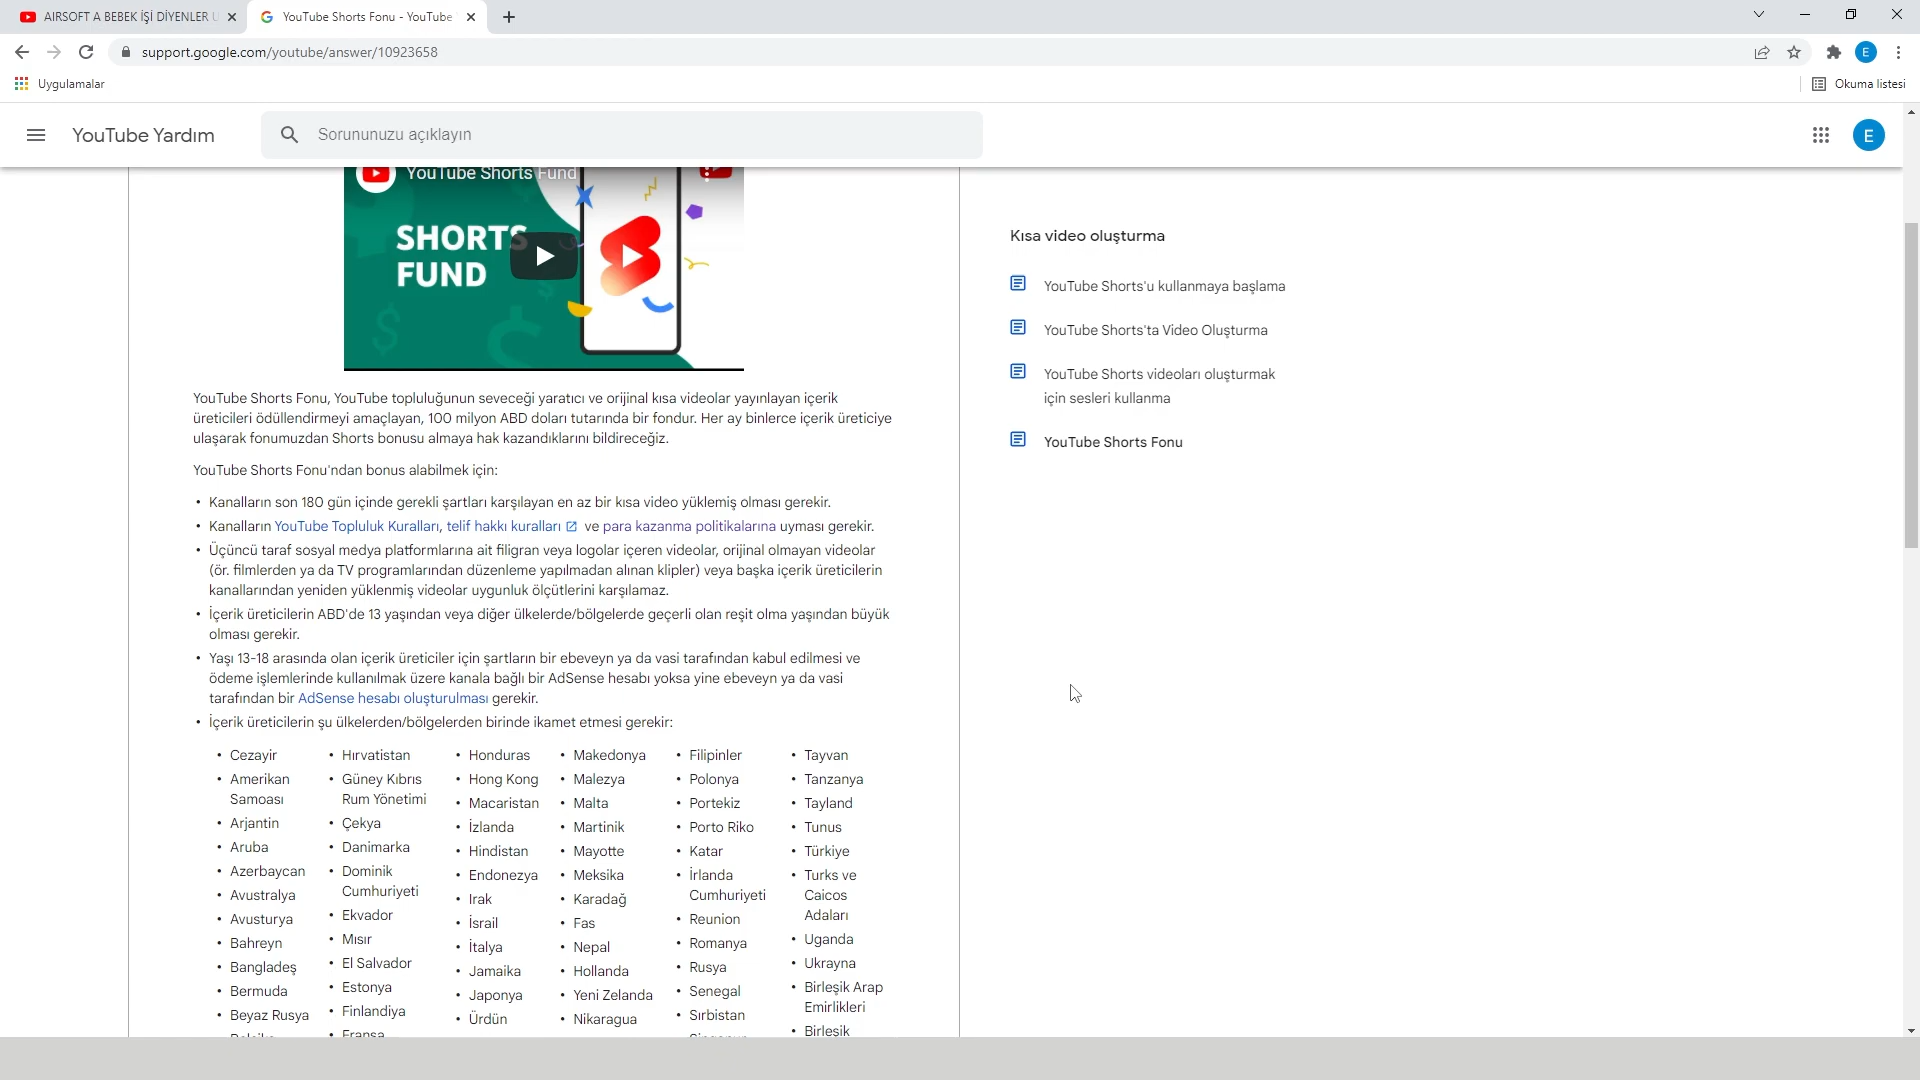 AIRSOFT A BEBEK İŞİ DİYENLER
YouTube Shorts Fonu - YouTube
support.google.com/youtube/answer/10923658
E
Uygulamalar
Okuma listesi
YouTube Yardım
Sorununuzu açıklayın
E
YouTube Shorts Fund
SHORTS
FUND
YouTube Shorts Fonu, YouTube topluluğunun seveceği yaratıcı ve orijinal kısa videolar yayınlayan içerik
üreticileri ödüllendirmeyi amaçlayan, 100 milyon ABD doları tutarında bir fondur. Her ay binlerce içerik üreticiye
ulaşarak fonumuzdan Shorts bonusu almaya hak kazandıklarını bildireceğiz.
YouTube Shorts Fonu'ndan bonus alabilmek için:
• Kanalların son 180 gün içinde gerekli şartları karşılayan en az bir kısa video yüklemiş olması gerekir.
• Kanalların YouTube Topluluk Kuralları, telif hakkı kuralları ve para kazanma politikalarına uyması gerekir.
• Üçüncü taraf sosyal medya platformlarına ait filigran veya logolar içeren videolar, orijinal olmayan videolar
(ör. filmlerden ya da TV programlarından düzenleme yapılmadan alınan klipler) veya başka içerik üreticilerin
kanallarından yeniden yüklenmiş videolar uygunluk ölçütlerini karşılamaz.
• İçerik üreticilerin ABD'de 13 yaşından veya diğer ülkelerde/bölgelerde geçerli olan reşit olma yaşından büyük
olması gerekir.
• Yaşı 13-18 arasında olan içerik üreticiler için şartların bir ebeveyn ya da vasi tarafından kabul edilmesi ve
ödeme işlemlerinde kullanılmak üzere kanala bağlı bir AdSense hesabı yoksa yine ebeveyn ya da vasi
tarafından bir AdSense hesabı oluşturulması gerekir.
• İçerik üreticilerin şu ülkelerden/bölgelerden birinde ikamet etmesi gerekir:
• Cezayir
• Amerikan
Samoası
• Arjantin
• Aruba
• Azerbaycan
• Avustralya
• Avusturya
• Bahreyn
• Bangladeş
• Bermuda
• Beyaz Rusya
• Hırvatistan
• Güney Kıbrıs
Rum Yönetimi
• Çekya
• Danimarka
• Dominik
Cumhuriyeti
• Ekvador
• Mısır
• El Salvador
• Estonya
• Finlandiya
• Fransa
• Honduras
• Hong Kong
• Macaristan
• İzlanda
• Hindistan
• Endonezya
• Irak
• İsrail
• İtalya
• Jamaika
• Japonya
• Ürdün
• Makedonya
• Malezya
• Malta
• Martinik
• Mayotte
• Meksika
• Karadağ
• Fas
• Nepal
• Hollanda
• Yeni Zelanda
• Nikaragua
• Filipinler
• Polonya
• Portekiz
• Porto Riko
• Katar
• İrlanda
Cumhuriyeti
• Reunion
• Romanya
• Rusya
• Senegal
• Sırbistan
• Tayvan
• Tanzanya
• Tayland
• Tunus
• Türkiye
• Turks ve
Caicos
Adaları
• Uganda
• Ukrayna
• Birleşik Arap
Emirlikleri
• Birleşik
Kısa video oluşturma
YouTube Shorts'u kullanmaya başlama
YouTube Shorts'ta Video Oluşturma
YouTube Shorts videoları oluşturmak
için sesleri kullanma
YouTube Shorts Fonu